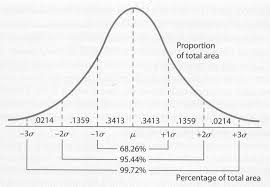 Proportion
of total area
.0214 .1359 .3413 .3413 .1359 .0214
−3σ −2σ −1σ μ +1σ +2σ +3σ
68.26%
95.44%
99.72%
Percentage of total area